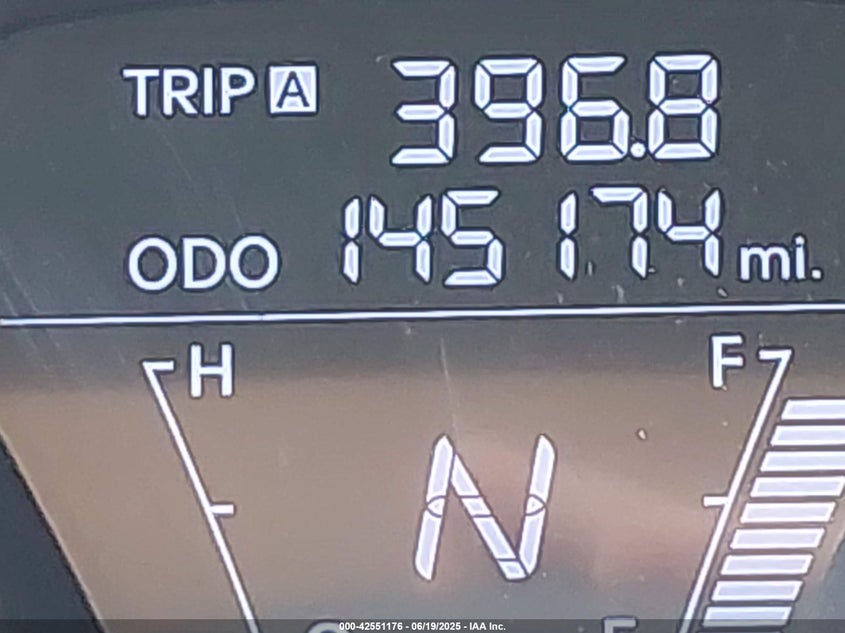 TRIP A 396.8
ODO 145174 mi.
H F
N
000-42551176 - 06/19/2025 - IAA Inc.